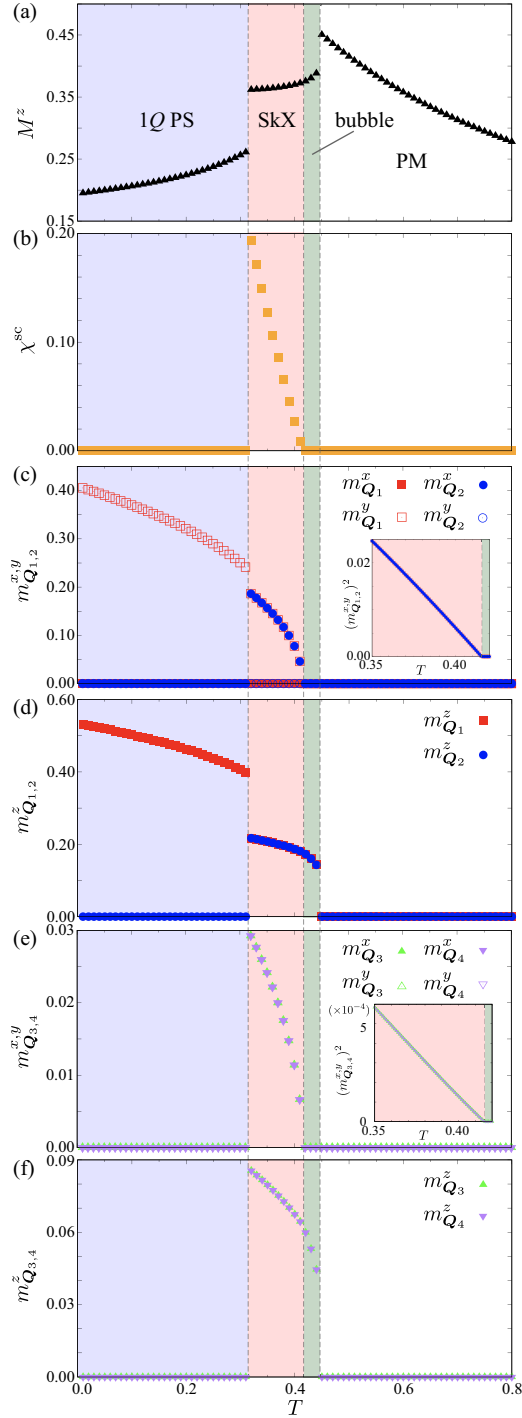 (a)
0.45
0.35
0.25
0.15
M^z
1Q PS
SkX
bubble
PM
(b)
0.20
0.10
0.00
χ^sc
(c)
0.40
0.30
0.20
0.10
0.00
m^{x,y}_{Q_{1,2}}
m^x_{Q_1} m^x_{Q_2}
m^y_{Q_1} m^y_{Q_2}
0.02
0.00
(m^{x,y}_{Q_{1,2}})^2
0.35 0.40
T
(d)
0.60
0.40
0.20
0.00
m^z_{Q_{1,2}}
m^z_{Q_1}
m^z_{Q_2}
(e)
0.03
0.02
0.01
0.00
m^{x,y}_{Q_{3,4}}
m^x_{Q_3} m^x_{Q_4}
m^y_{Q_3} m^y_{Q_4}
(×10^{-4})
5
0
(m^{x,y}_{Q_{3,4}})^2
0.35 0.40
T
(f)
0.09
0.06
0.03
0.00
m^z_{Q_{3,4}}
m^z_{Q_3}
m^z_{Q_4}
0.0 0.2 0.4 0.6 0.8
T